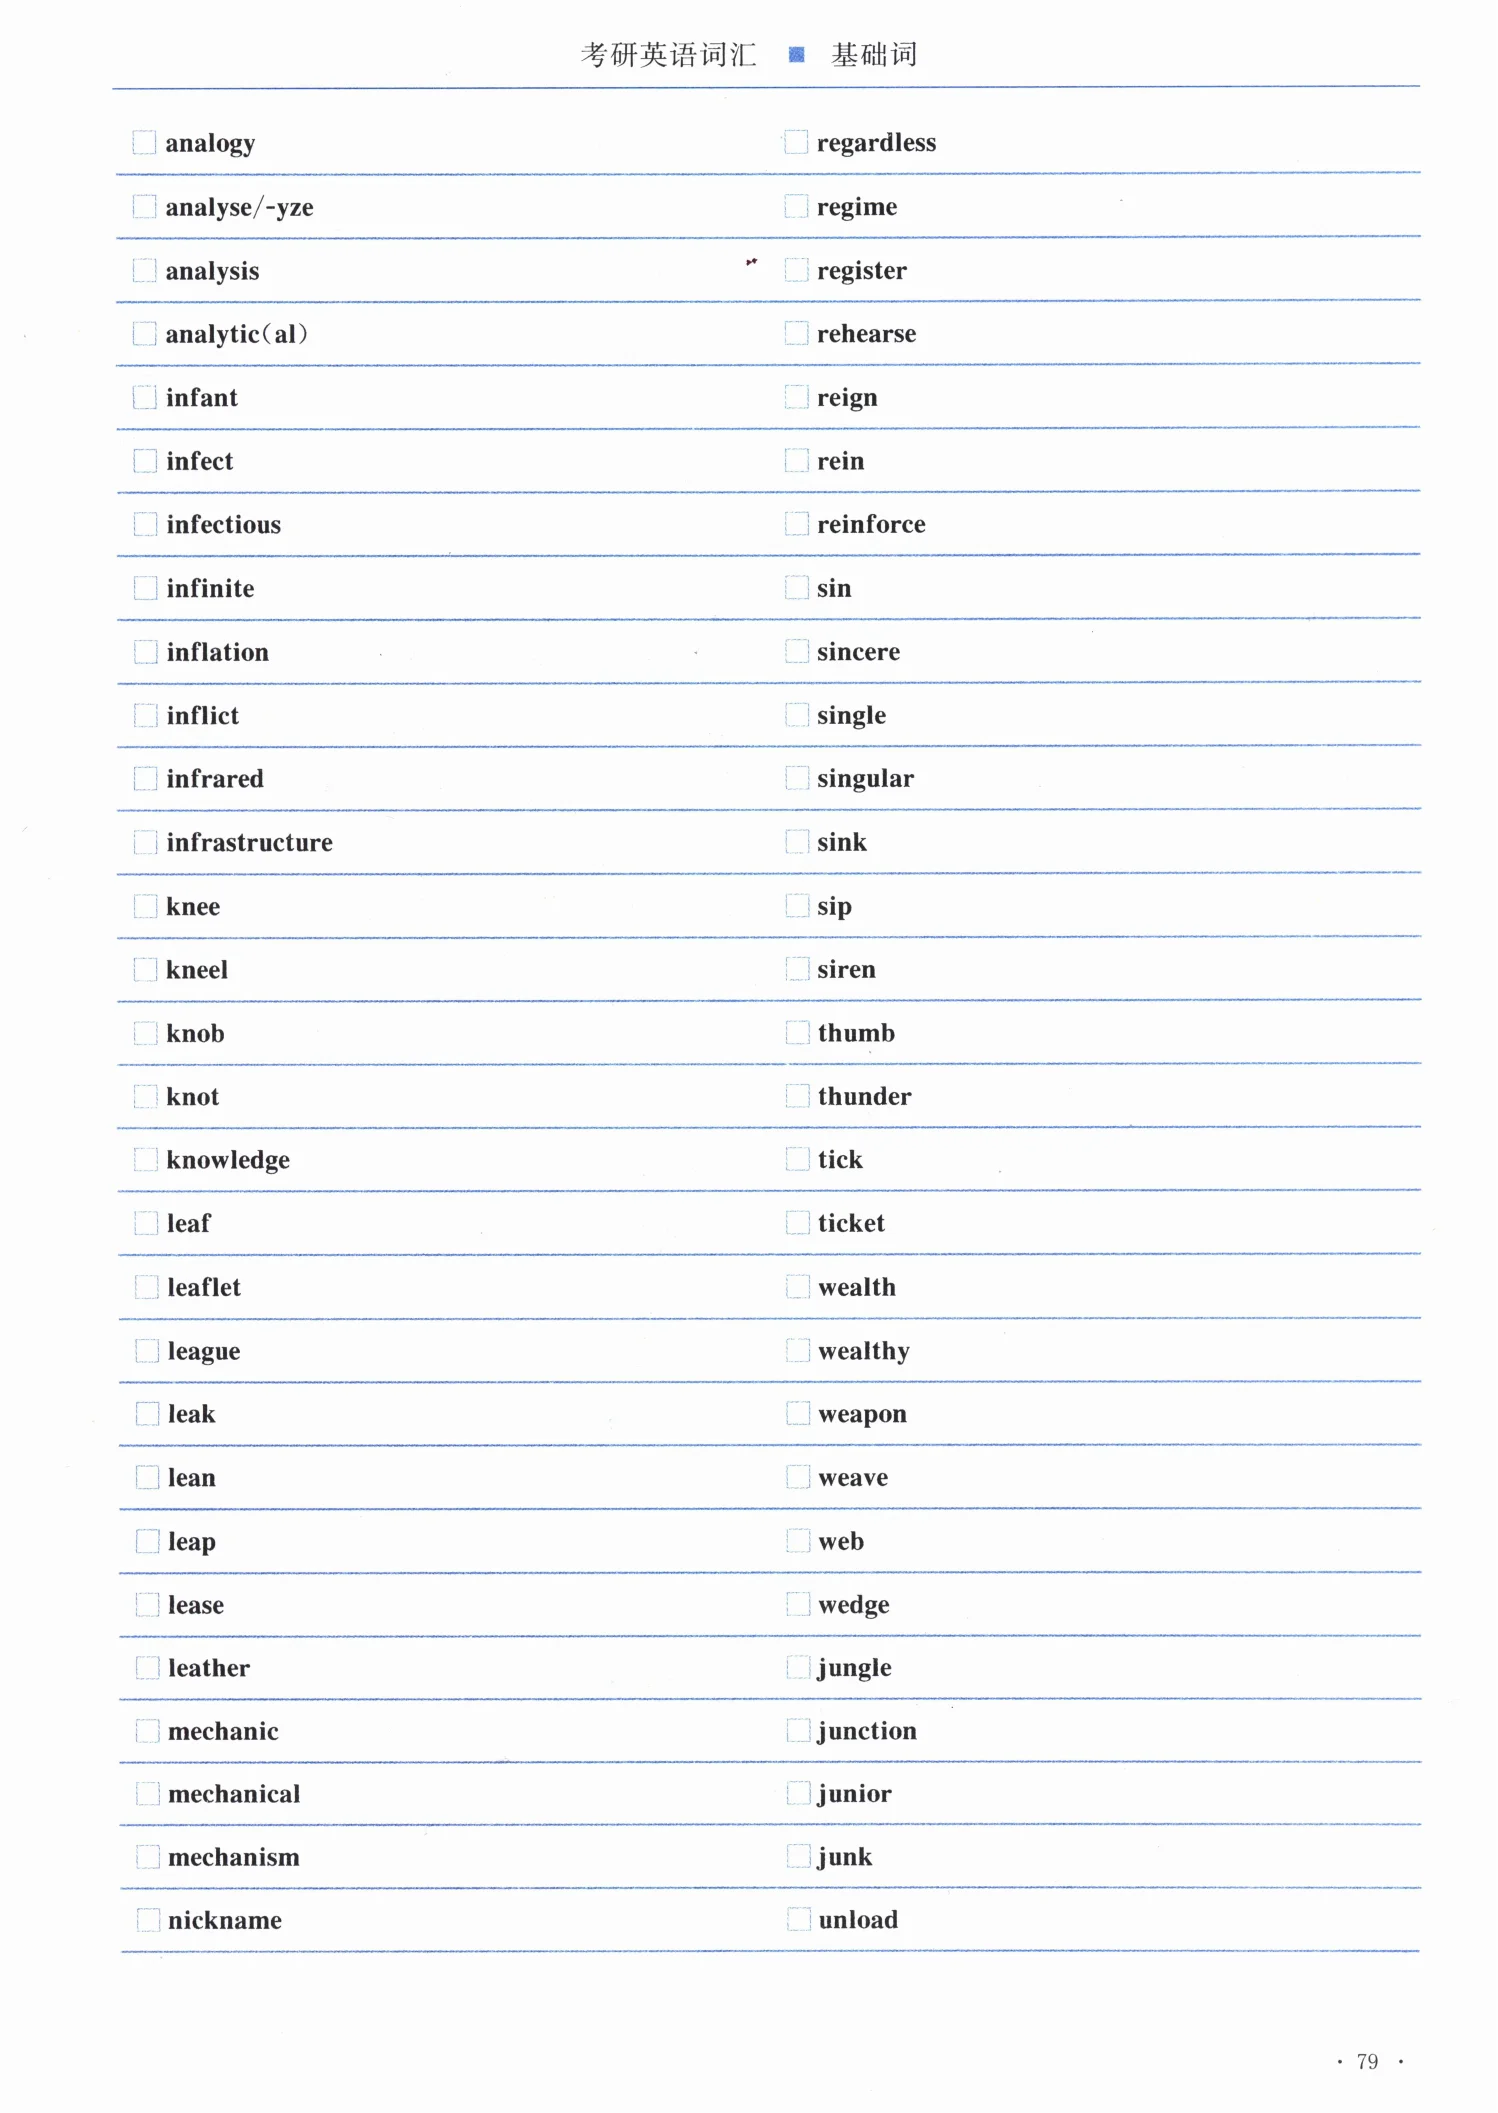 考研英语词汇 ■ 基础词
analogy
analyse/-yze
analysis
analytic(al)
infant
infect
infectious
infinite
inflation
inflict
infrared
infrastructure
knee
kneel
knob
knot
knowledge
leaf
leaflet
league
leak
lean
leap
lease
leather
mechanic
mechanical
mechanism
nickname
regardless
regime
register
rehearse
reign
rein
reinforce
sin
sincere
single
singular
sink
sip
siren
thumb
thunder
tick
ticket
wealth
wealthy
weapon
weave
web
wedge
jungle
junction
junior
junk
unload
· 79 ·